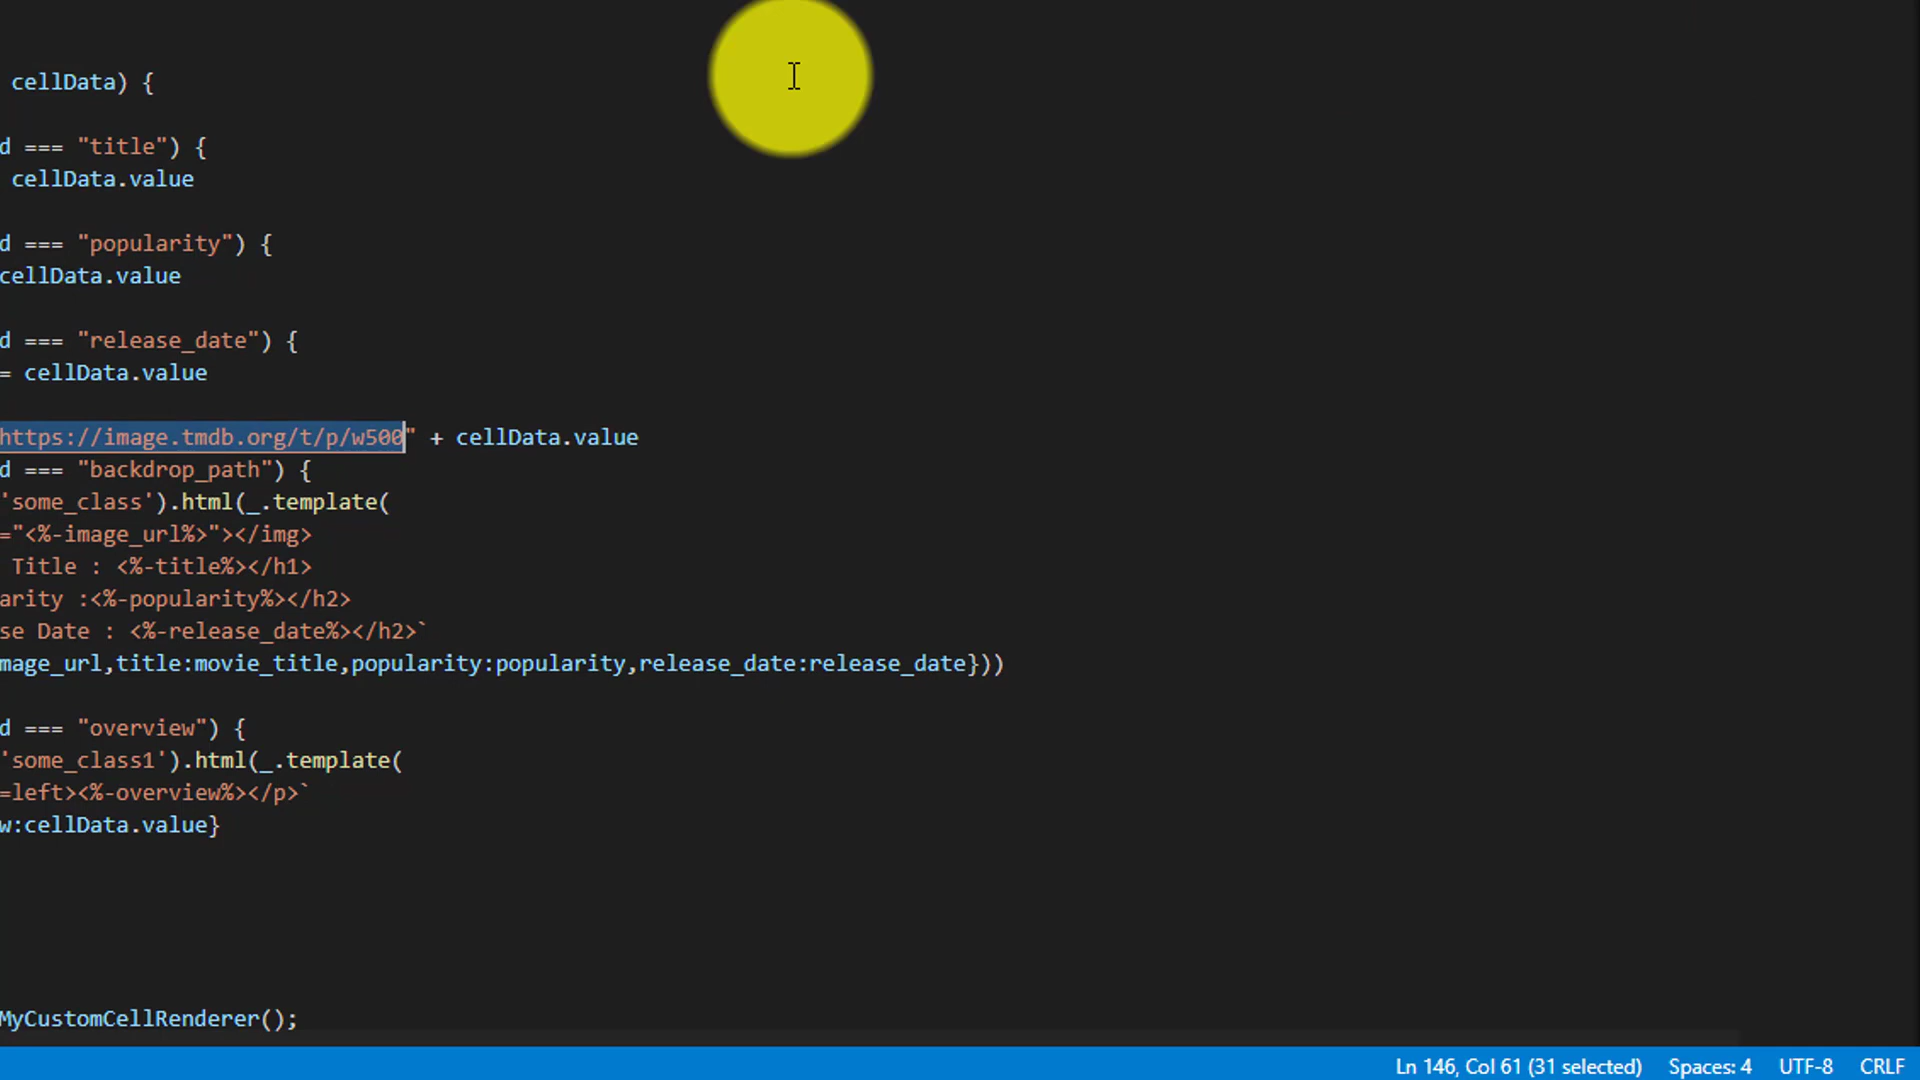 cellData) {
d === "title") {
cellData.value
d === "popularity") {
cellData.value
d === "release_date") {
= cellData.value
https://image.tmdb.org/t/p/w500" + cellData.value
d === "backdrop_path") {
'some_class').html(_.template(
="<%-image_url%>"></img>
Title : <%-title%></h1>
arity :<%-popularity%></h2>
se Date : <%-release_date%></h2>`
mage_url,title:movie_title,popularity:popularity,release_date:release_date}))
d === "overview") {
'some_class1').html(_.template(
=left><%-overview%></p>`
w:cellData.value}
MyCustomCellRenderer();
Ln 146, Col 61 (31 selected) Spaces: 4 UTF-8 CRLF